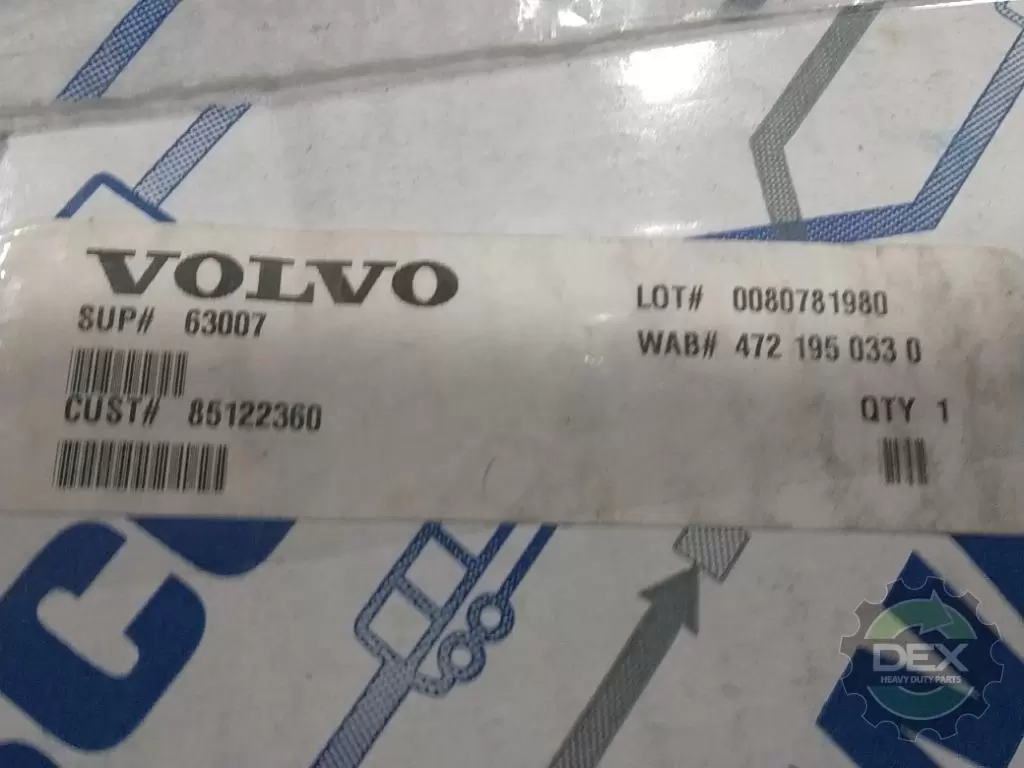 VOLVO
SUP# 63007
CUST# 85122360
LOT# 0080781980
WAB# 472 195 033 0
QTY 1
DEX
HEAVY DUTY PARTS